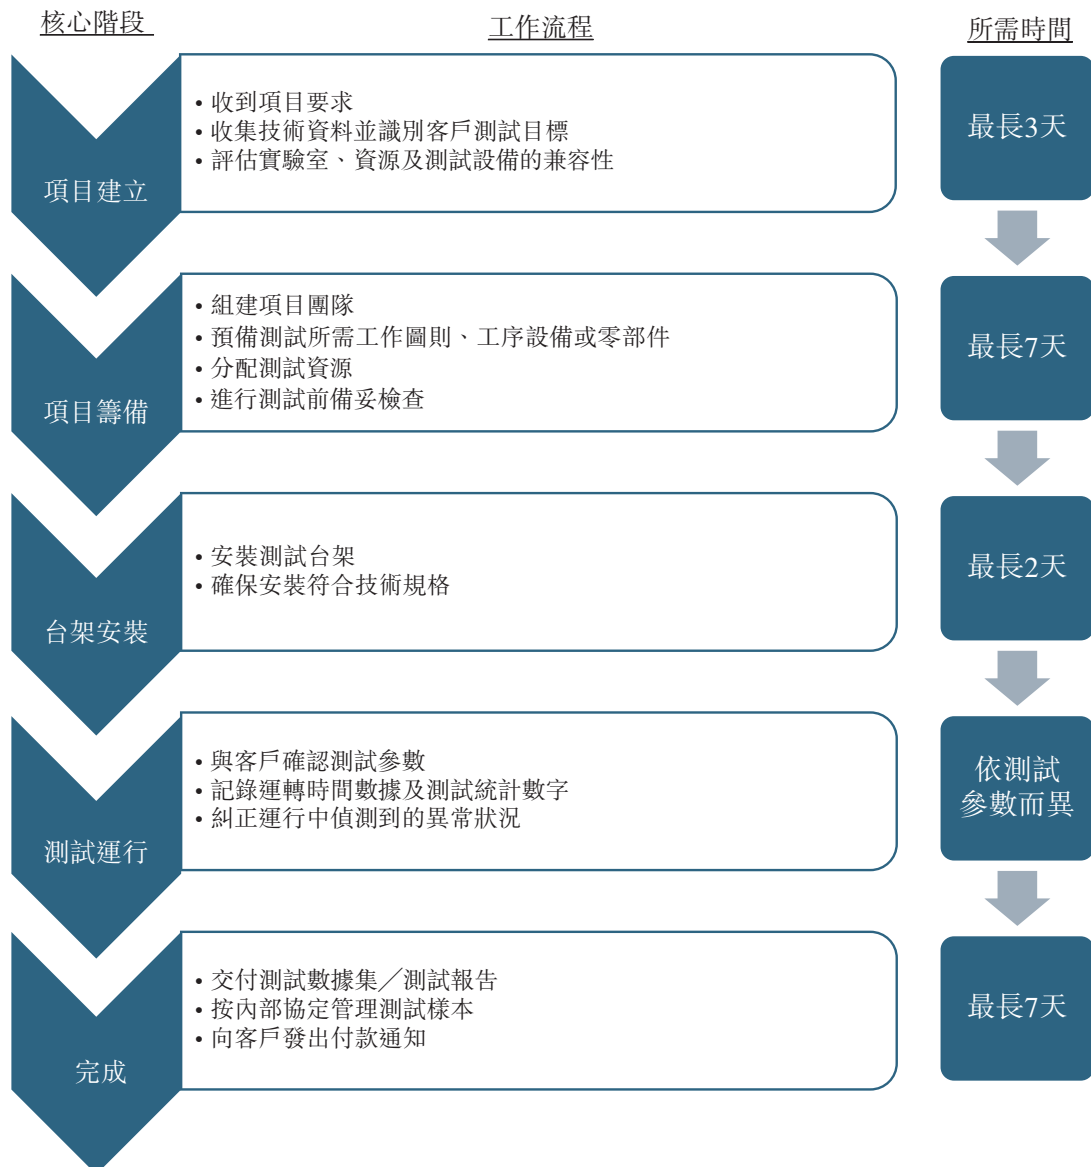 核心階段
工作流程
所需時間
項目建立
• 收到項目要求
• 收集技術資料並識別客戶測試目標
• 評估實驗室、資源及測試設備的兼容性
最長3天
項目籌備
• 組建項目團隊
• 預備測試所需工作圖則、工序設備或零部件
• 分配測試資源
• 進行測試前備妥檢查
最長7天
台架安裝
• 安裝測試台架
• 確保安裝符合技術規格
最長2天
測試運行
• 與客戶確認測試參數
• 記錄運轉時間數據及測試統計數字
• 糾正運行中偵測到的異常狀況
依測試
參數而異
完成
• 交付測試數據集／測試報告
• 按內部協定管理測試樣本
• 向客戶發出付款通知
最長7天